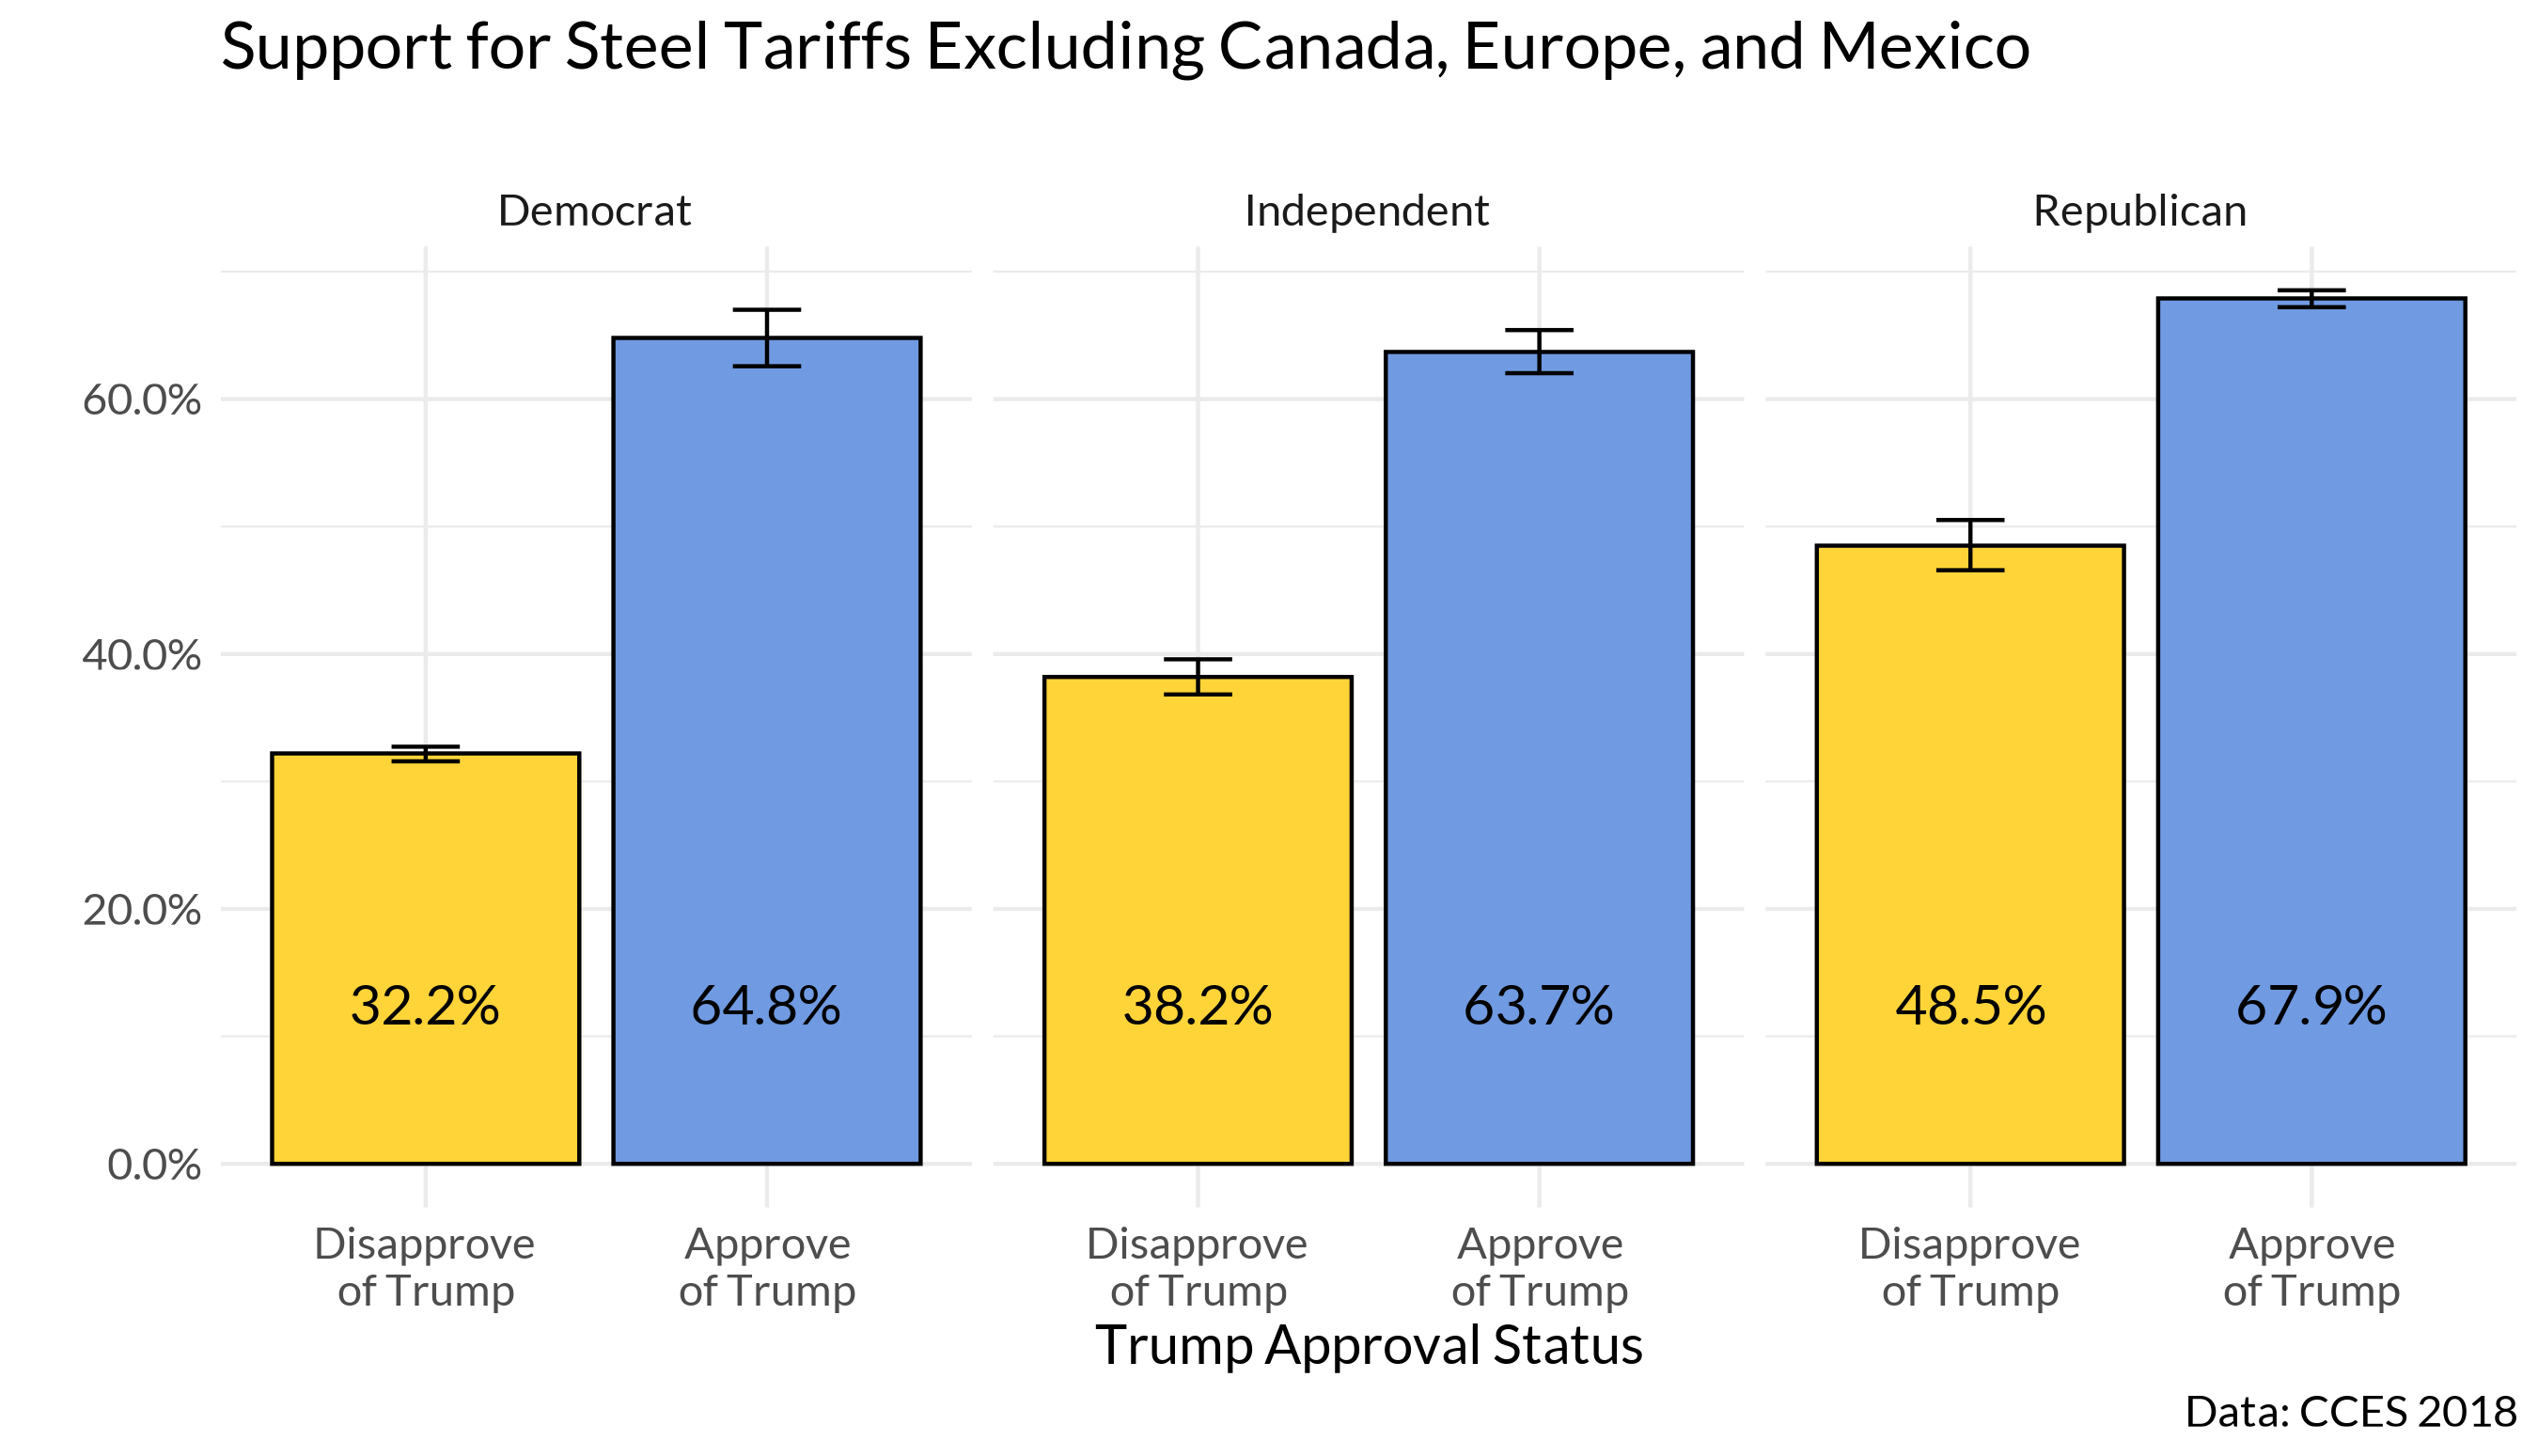 Support for Steel Tariffs Excluding Canada, Europe, and Mexico
Democrat
Independent
Republican
60.0%
40.0%
20.0%
0.0%
32.2%
64.8%
38.2%
63.7%
48.5%
67.9%
Disapprove
of Trump
Approve
of Trump
Disapprove
of Trump
Approve
of Trump
Disapprove
of Trump
Approve
of Trump
Trump Approval Status
Data: CCES 2018